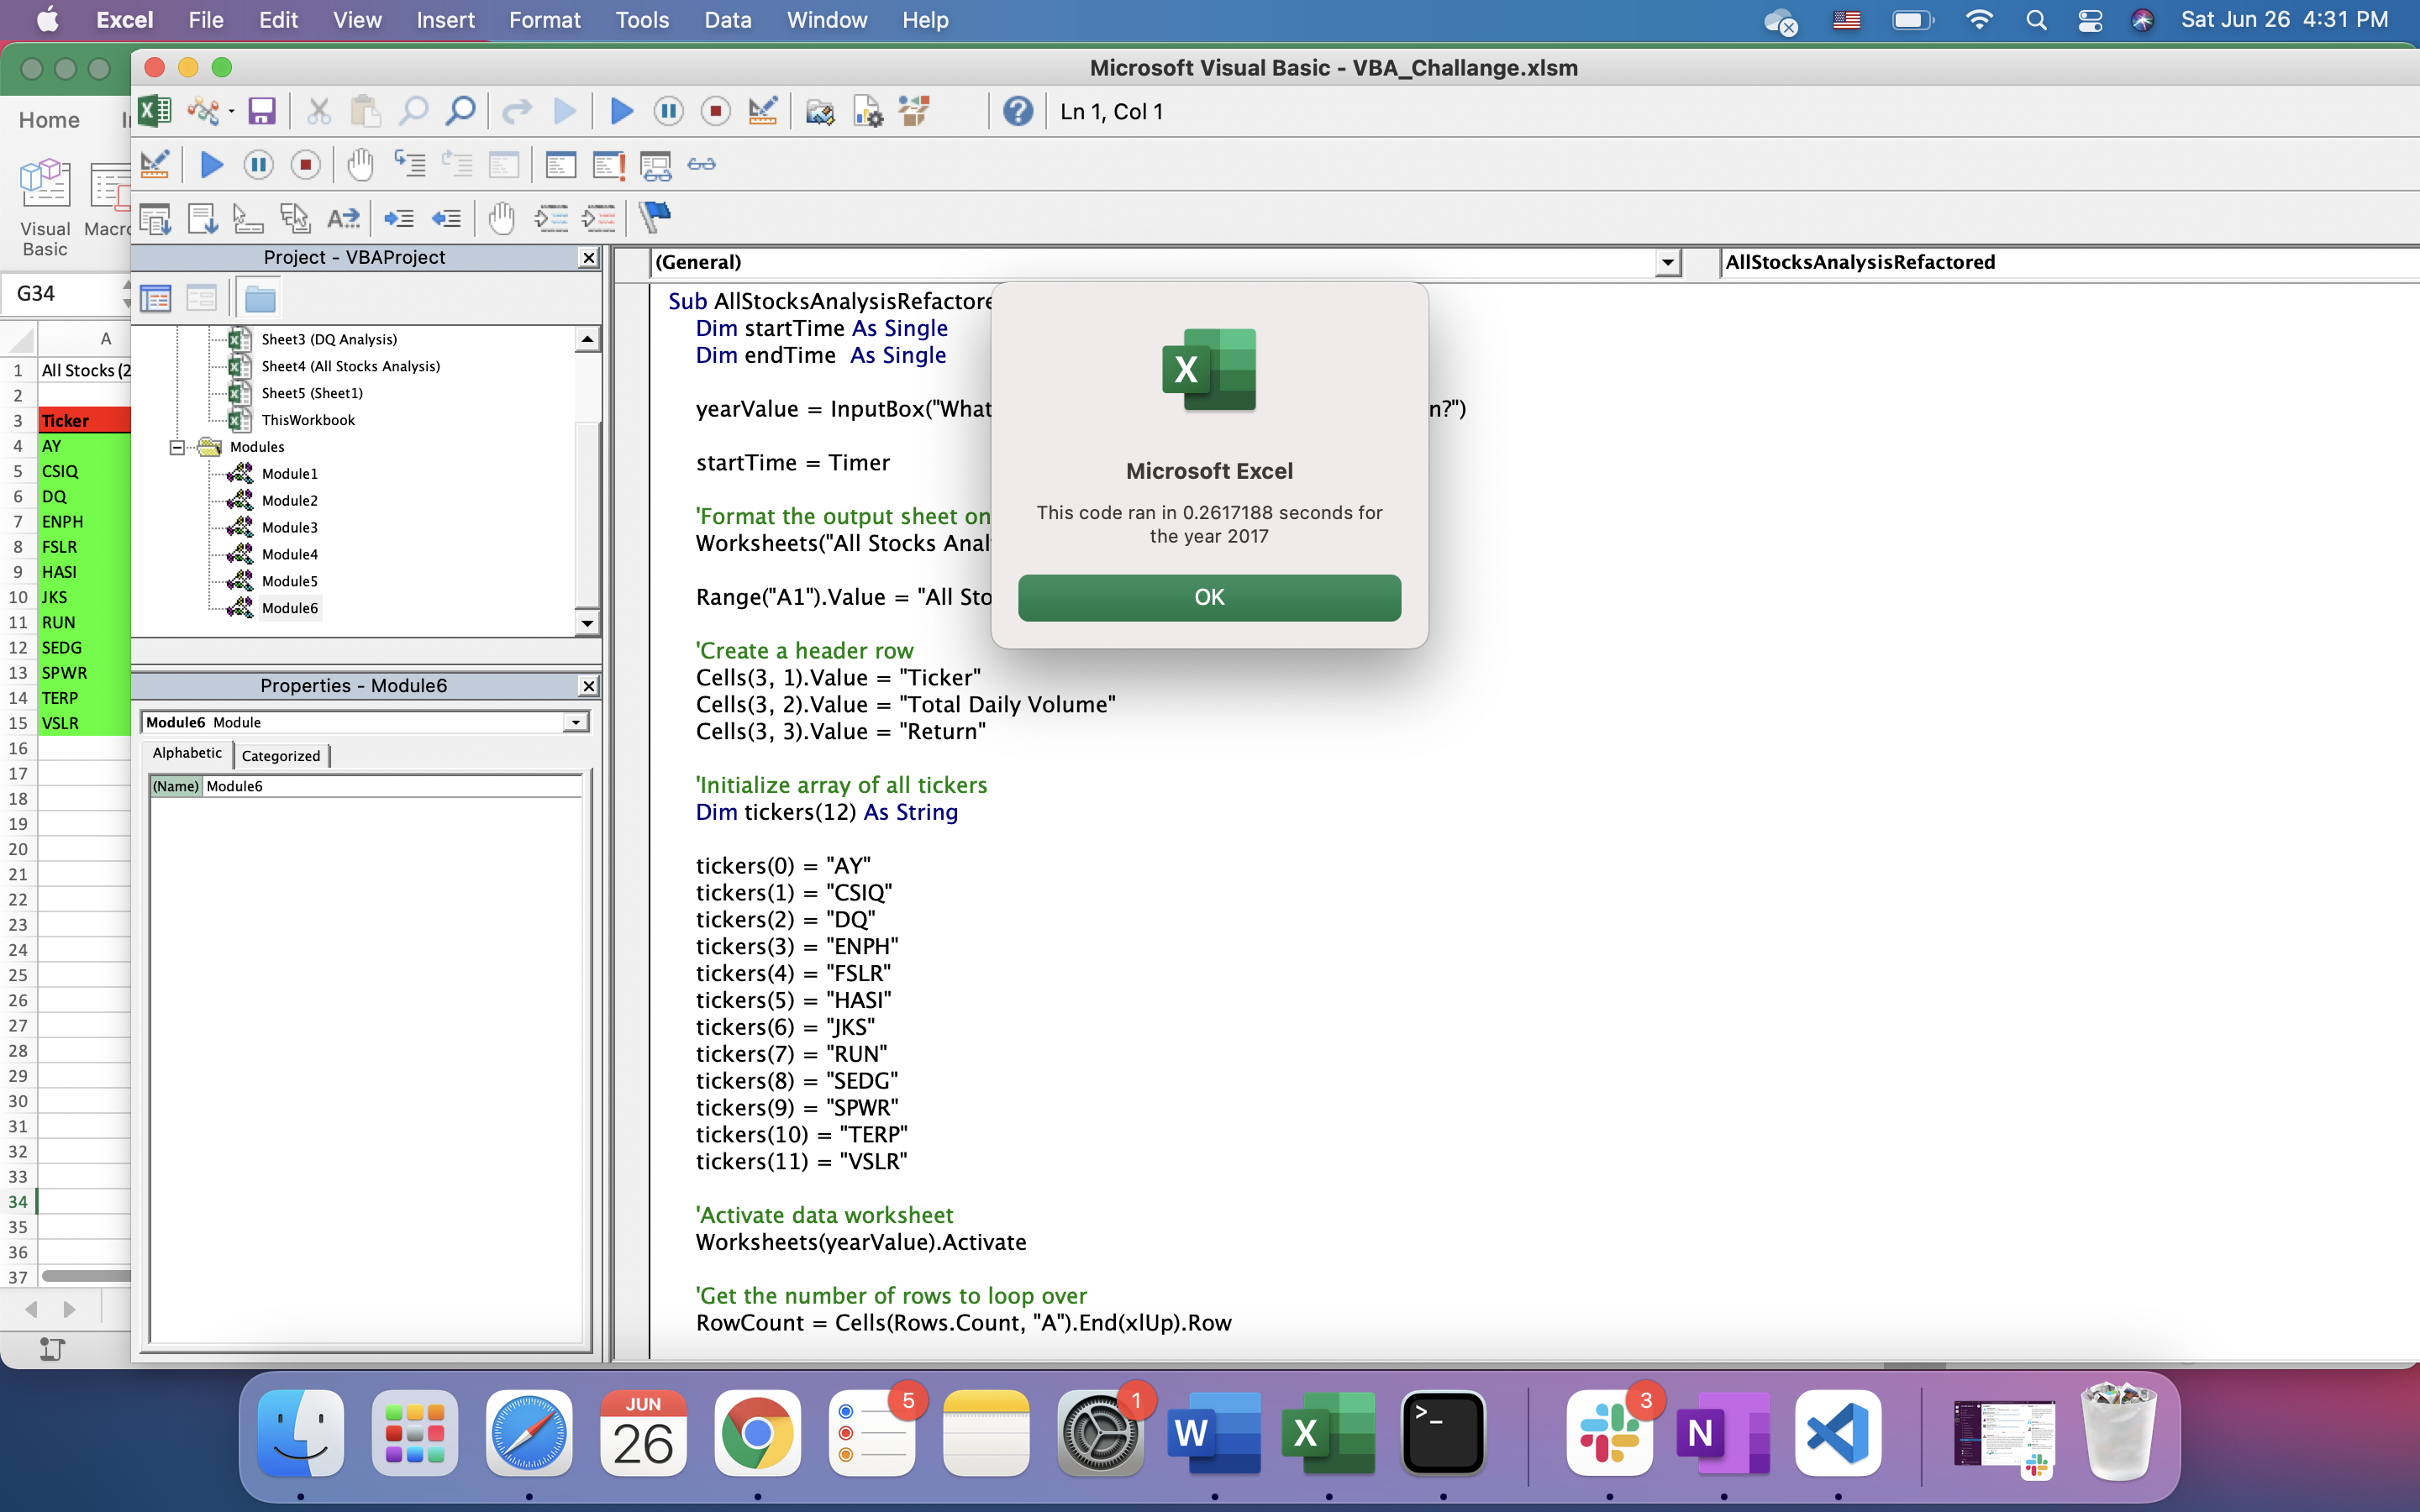 Excel File Edit View Insert Format Tools Data Window Help
Sat Jun 26 4:31 PM
Microsoft Visual Basic - VBA_Challange.xlsm
Home
Ln 1, Col 1
Visual Basic
Macro
G34
A
1 All Stocks (2
2
3 Ticker
4 AY
5 CSIQ
6 DQ
7 ENPH
8 FSLR
9 HASI
10 JKS
11 RUN
12 SEDG
13 SPWR
14 TERP
15 VSLR
16
17
18
19
20
21
22
23
24
25
26
27
28
29
30
31
32
33
34
35
36
37
Project - VBAProject
Sheet3 (DQ Analysis)
Sheet4 (All Stocks Analysis)
Sheet5 (Sheet1)
ThisWorkbook
Modules
Module1
Module2
Module3
Module4
Module5
Module6
Properties - Module6
Module6 Module
Alphabetic Categorized
(Name) Module6
(General) AllStocksAnalysisRefactored
Sub AllStocksAnalysisRefactore
Dim startTime As Single
Dim endTime  As Single
yearValue = InputBox("What n?")
startTime = Timer
'Format the output sheet on
Worksheets("All Stocks Anal
Range("A1").Value = "All Sto
'Create a header row
Cells(3, 1).Value = "Ticker"
Cells(3, 2).Value = "Total Daily Volume"
Cells(3, 3).Value = "Return"
'Initialize array of all tickers
Dim tickers(12) As String
tickers(0) = "AY"
tickers(1) = "CSIQ"
tickers(2) = "DQ"
tickers(3) = "ENPH"
tickers(4) = "FSLR"
tickers(5) = "HASI"
tickers(6) = "JKS"
tickers(7) = "RUN"
tickers(8) = "SEDG"
tickers(9) = "SPWR"
tickers(10) = "TERP"
tickers(11) = "VSLR"
'Activate data worksheet
Worksheets(yearValue).Activate
'Get the number of rows to loop over
RowCount = Cells(Rows.Count, "A").End(xlUp).Row
X
Microsoft Excel
This code ran in 0.2617188 seconds for
the year 2017
OK
JUN
26
5
1
W
X
>_
3
N